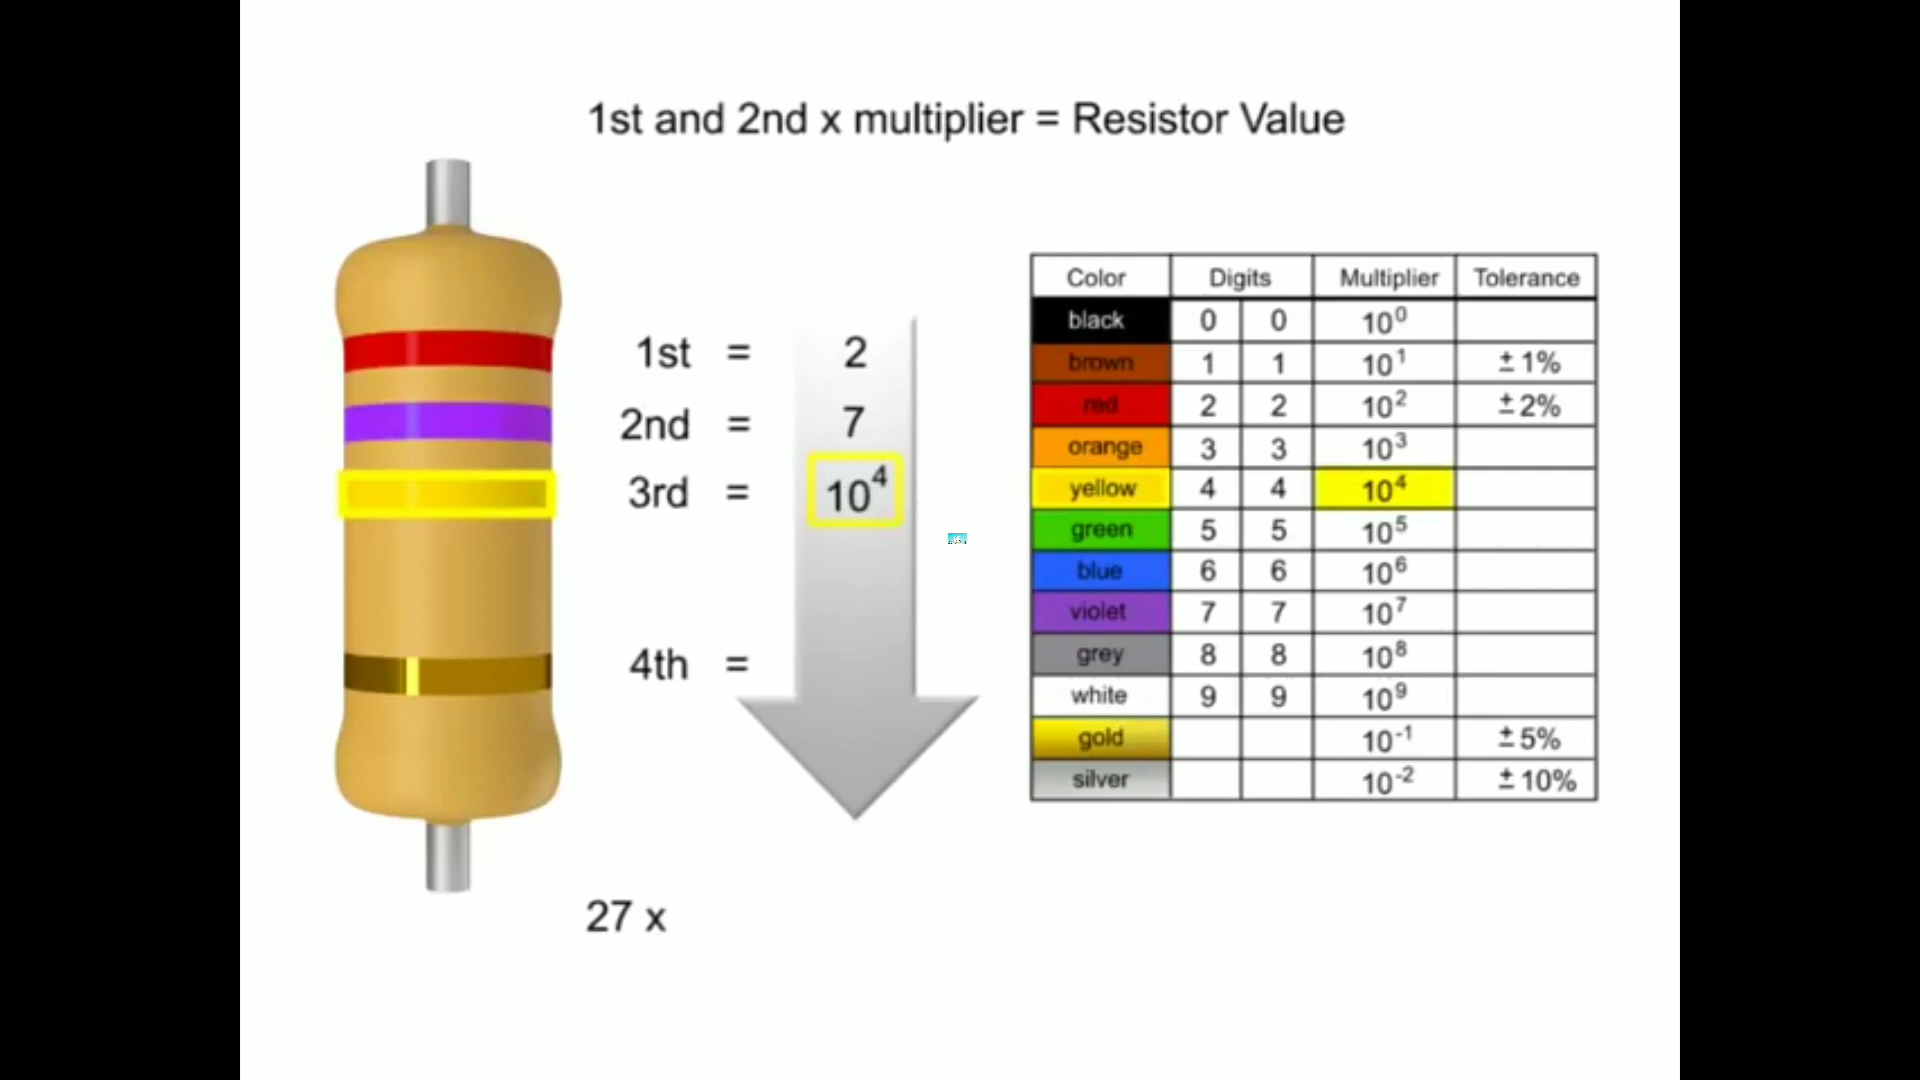 1st and 2nd x multiplier = Resistor Value
1st = 2
2nd = 7
3rd = 10⁴
4th =
27 x
Color Digits Multiplier Tolerance
black 0 0 10⁰
brown 1 1 10¹ ± 1%
red 2 2 10² ± 2%
orange 3 3 10³
yellow 4 4 10⁴
green 5 5 10⁵
blue 6 6 10⁶
violet 7 7 10⁷
grey 8 8 10⁸
white 9 9 10⁹
gold 10⁻¹ ± 5%
silver 10⁻² ± 10%